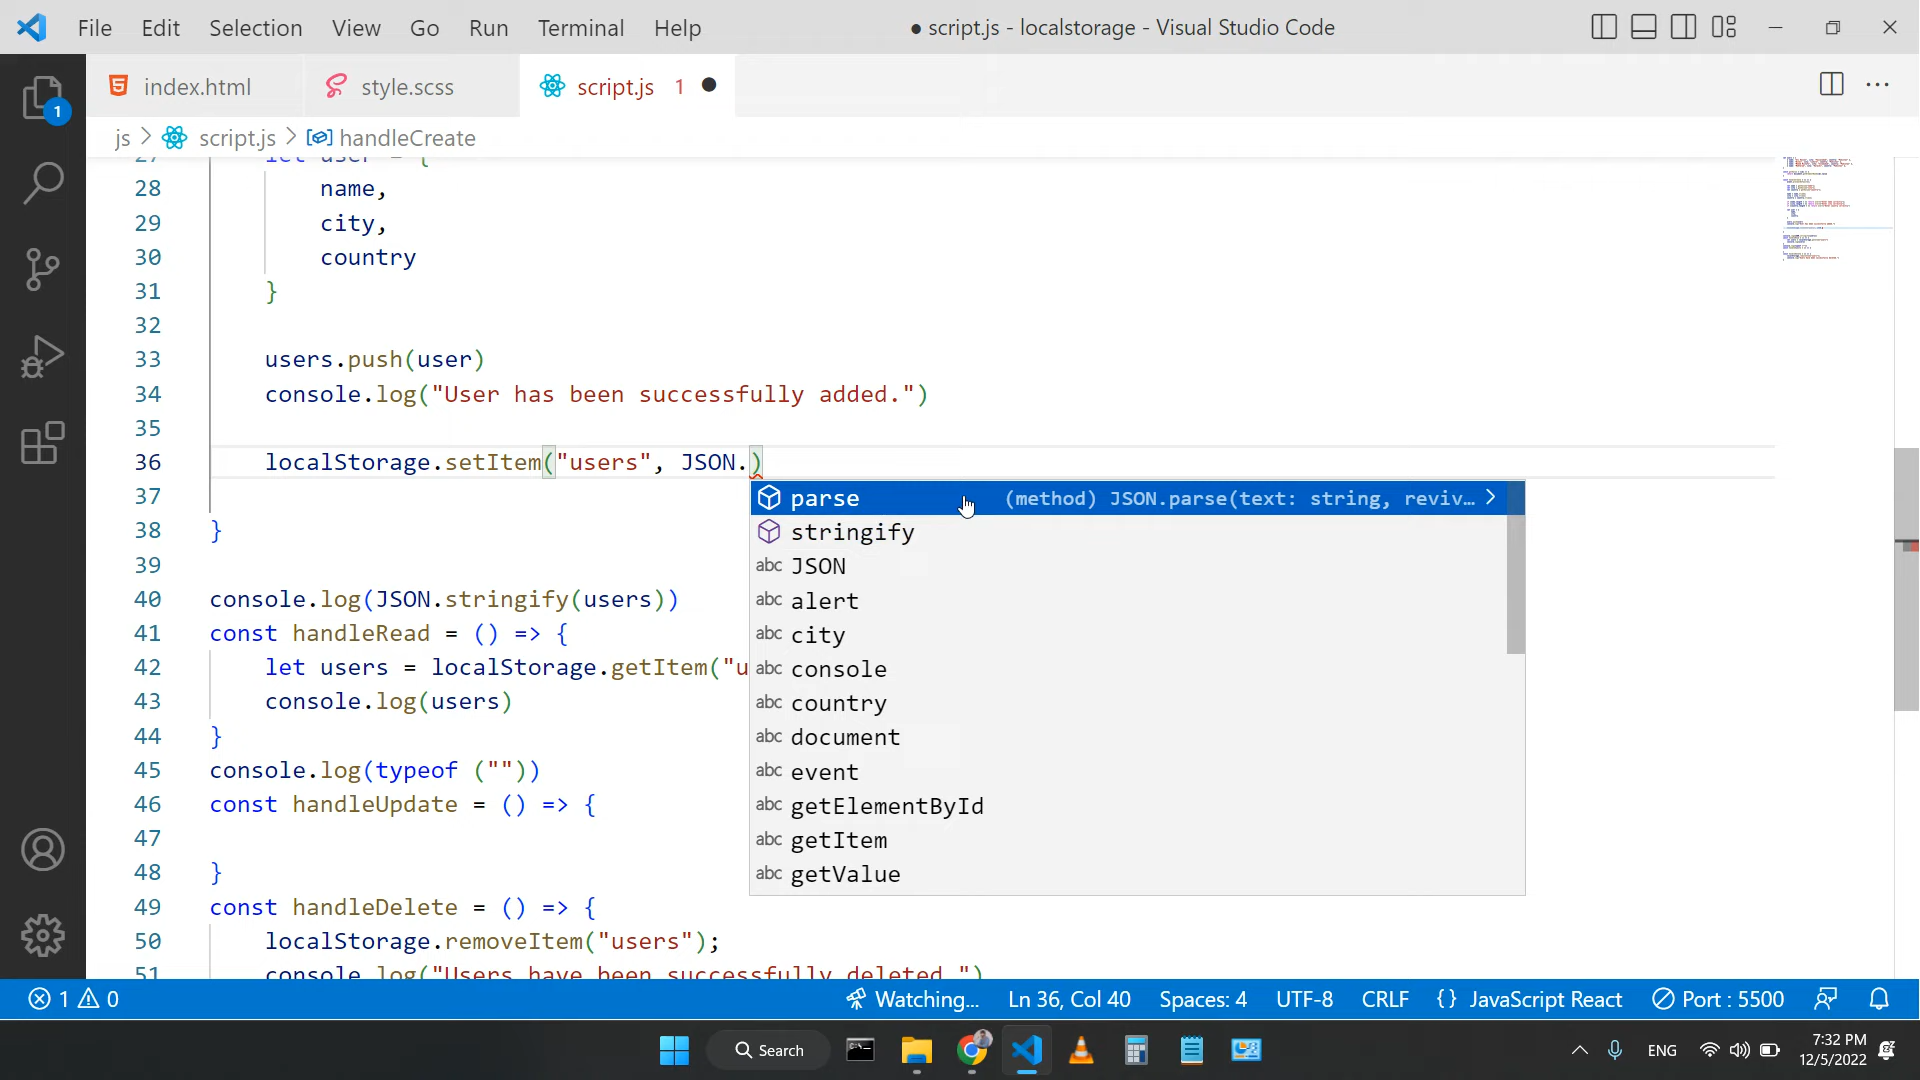 File Edit Selection View Go Run Terminal Help
● script.js - localstorage - Visual Studio Code
1
index.html
style.scss
script.js 1 ●
js > script.js > handleCreate
27 let user = {
28 name,
29 city,
30 country
31 }
32
33 users.push(user)
34 console.log("User has been successfully added.")
35
36 localStorage.setItem("users", JSON.)
37
38 }
39
40 console.log(JSON.stringify(users))
41 const handleRead = () => {
42 let users = localStorage.getItem("u
43 console.log(users)
44 }
45 console.log(typeof (""))
46 const handleUpdate = () => {
47
48 }
49 const handleDelete = () => {
50 localStorage.removeItem("users");
51 console.log("Users have been successfully deleted.")
parse (method) JSON.parse(text: string, reviv… >
stringify
abc JSON
abc alert
abc city
abc console
abc country
abc document
abc event
abc getElementById
abc getItem
abc getValue
1 0
Watching...
Ln 36, Col 40
Spaces: 4
UTF-8
CRLF
{ } JavaScript React
Port : 5500
Search
ENG
7:32 PM
12/5/2022